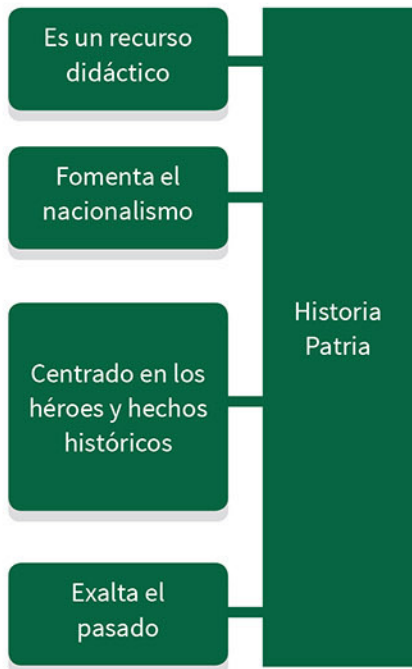 Es un recurso
didáctico
Fomenta el
nacionalismo
Historia
Patria
Centrado en los
héroes y hechos
históricos
Exalta el
pasado